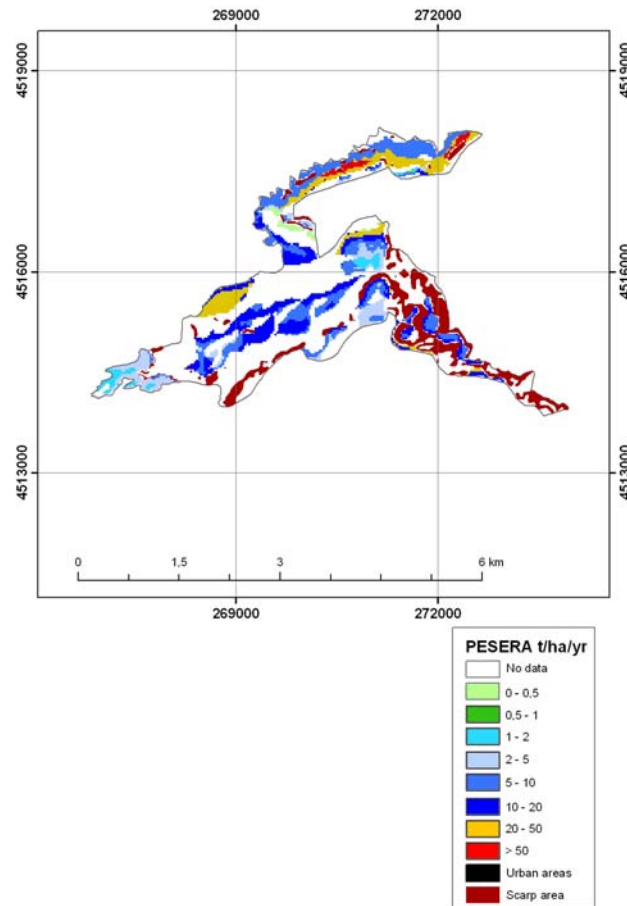 269000 272000
4519000 4519000
4516000 4516000
4513000 4513000
0 1,5 3 6 km
269000 272000
PESERA t/ha/yr
No data
0 - 0,5
0,5 - 1
1 - 2
2 - 5
5 - 10
10 - 20
20 - 50
> 50
Urban areas
Scarp area